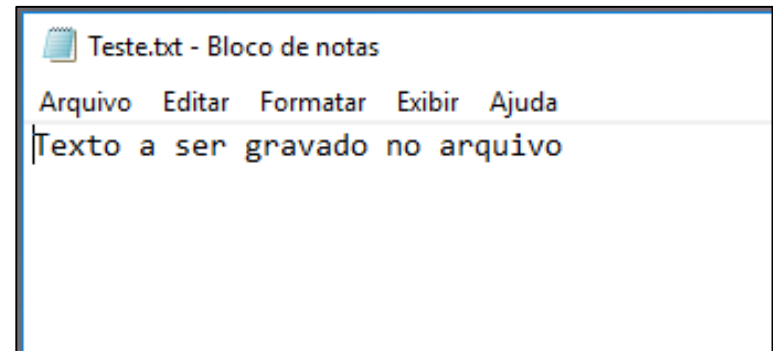 Teste.txt - Bloco de notas
Arquivo Editar Formatar Exibir Ajuda
Texto a ser gravado no arquivo